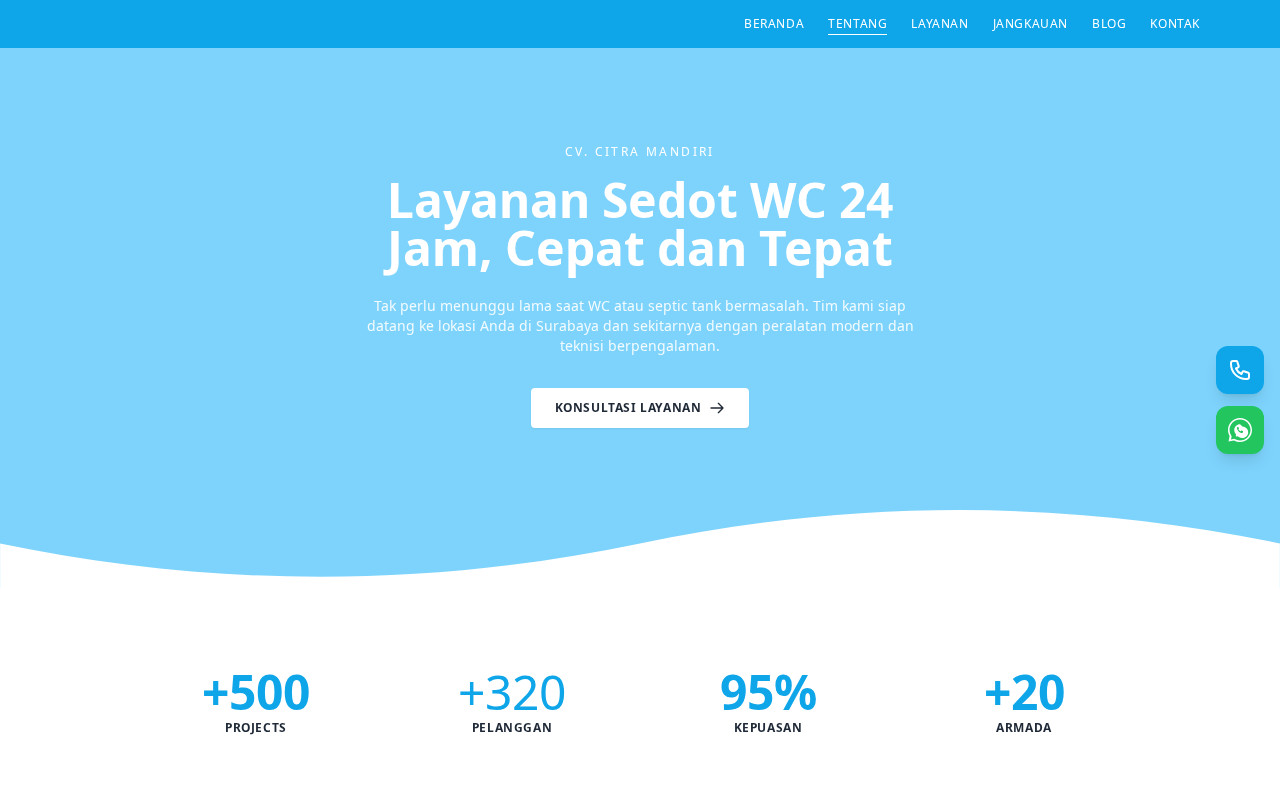 BERANDA TENTANG LAYANAN JANGKAUAN BLOG KONTAK
CV. CITRA MANDIRI
Layanan Sedot WC 24
Jam, Cepat dan Tepat
Tak perlu menunggu lama saat WC atau septic tank bermasalah. Tim kami siap
datang ke lokasi Anda di Surabaya dan sekitarnya dengan peralatan modern dan
teknisi berpengalaman.
KONSULTASI LAYANAN
+500 +320 95% +20
PROJECTS PELANGGAN KEPUASAN ARMADA